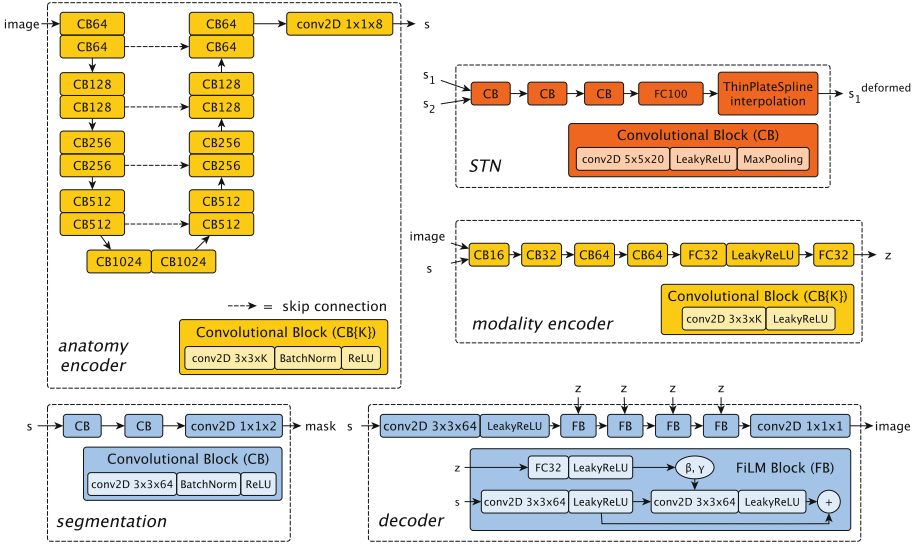 image
CB64
CB64
CB64
CB64
conv2D 1x1x8
s
CB128
CB128
CB128
CB128
CB256
CB256
CB256
CB256
CB512
CB512
CB512
CB512
CB1024
CB1024
= skip connection
Convolutional Block (CB{K})
conv2D 3x3xK
BatchNorm
ReLU
anatomy
encoder
s1
s2
CB
CB
CB
FC100
ThinPlateSpline
interpolation
s1 deformed
Convolutional Block (CB)
conv2D 5x5x20
LeakyReLU
MaxPooling
STN
image
s
CB16
CB32
CB64
CB64
FC32
LeakyReLU
FC32
z
Convolutional Block (CB{K})
conv2D 3x3xK
LeakyReLU
modality encoder
s
CB
CB
conv2D 1x1x2
mask
Convolutional Block (CB)
conv2D 3x3x64
BatchNorm
ReLU
segmentation
z
z
z
z
s
conv2D 3x3x64
LeakyReLU
FB
FB
FB
FB
conv2D 1x1x1
image
z
FC32
LeakyReLU
β, γ
FiLM Block (FB)
s
conv2D 3x3x64
LeakyReLU
conv2D 3x3x64
LeakyReLU
+
decoder